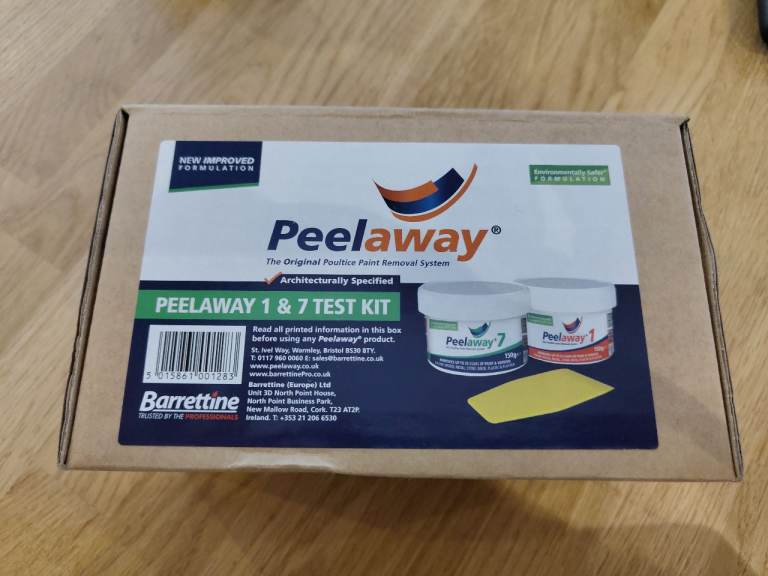 NEW IMPROVED
FORMULATION
Environmentally Safer*
FORMULATION
Peelaway®
The Original Poultice Paint Removal System
Architecturally Specified
PEELAWAY 1 & 7 TEST KIT
Read all printed information in this box
before using any Peelaway® product.
St. Ivel Way, Warmley, Bristol BS30 8TY.
T: 0117 960 0060 E: sales@barrettine.co.uk
www.peelaway.co.uk
www.barrettinePro.co.uk
Barrettine (Europe) Ltd
Unit 3D North Point House,
North Point Business Park,
New Mallow Road, Cork. T23 AT2P.
Ireland. T: +353 21 206 6530
5 015861 001283
Barrettine
TRUSTED BY THE PROFESSIONALS
Peelaway 7
150g
Peelaway 1